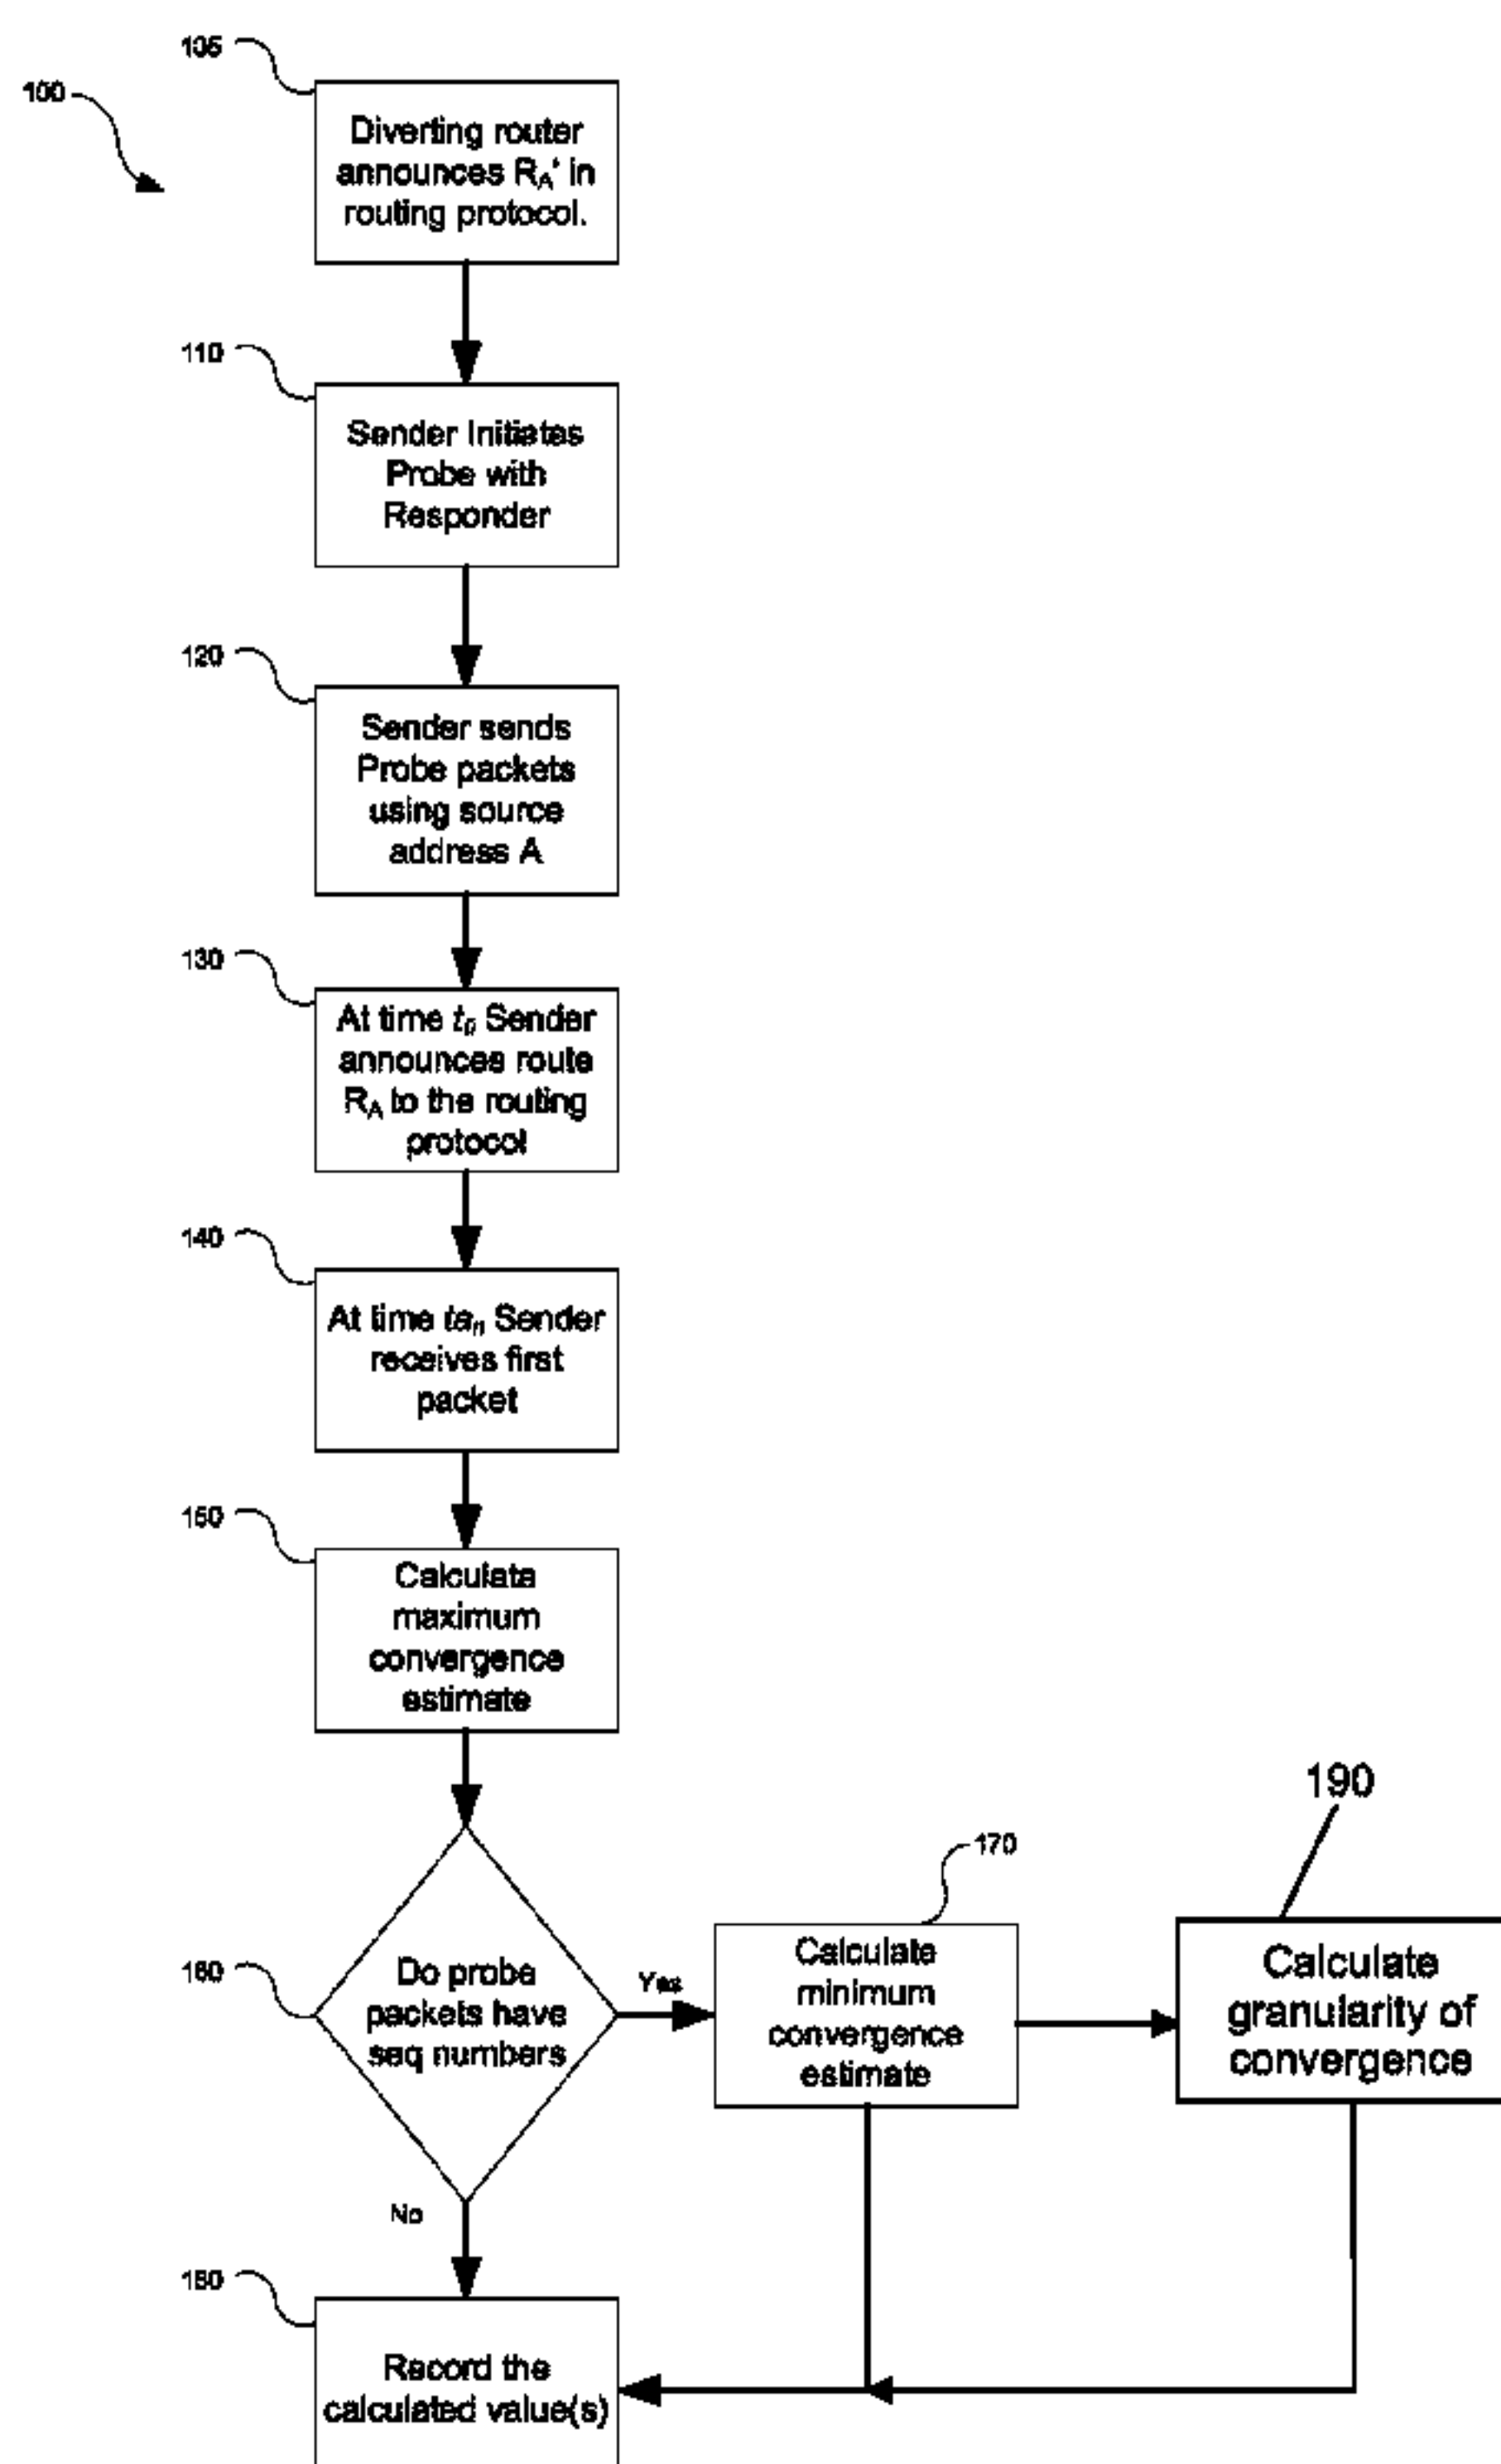 105
100
Diverting router
announces RA' in
routing protocol.
110
Sender Initiates
Probe with
Responder
120
Sender sends
Probe packets
using source
address A
130
At time t0 Sender
announces route
RA to the routing
protocol
140
At time tan Sender
receives first
packet
150
Calculate
maximum
convergence
estimate
190
170
160
Do probe
packets have
seq numbers
Yes
Calculate
minimum
convergence
estimate
Calculate
granularity of
convergence
No
180
Record the
calculated value(s)